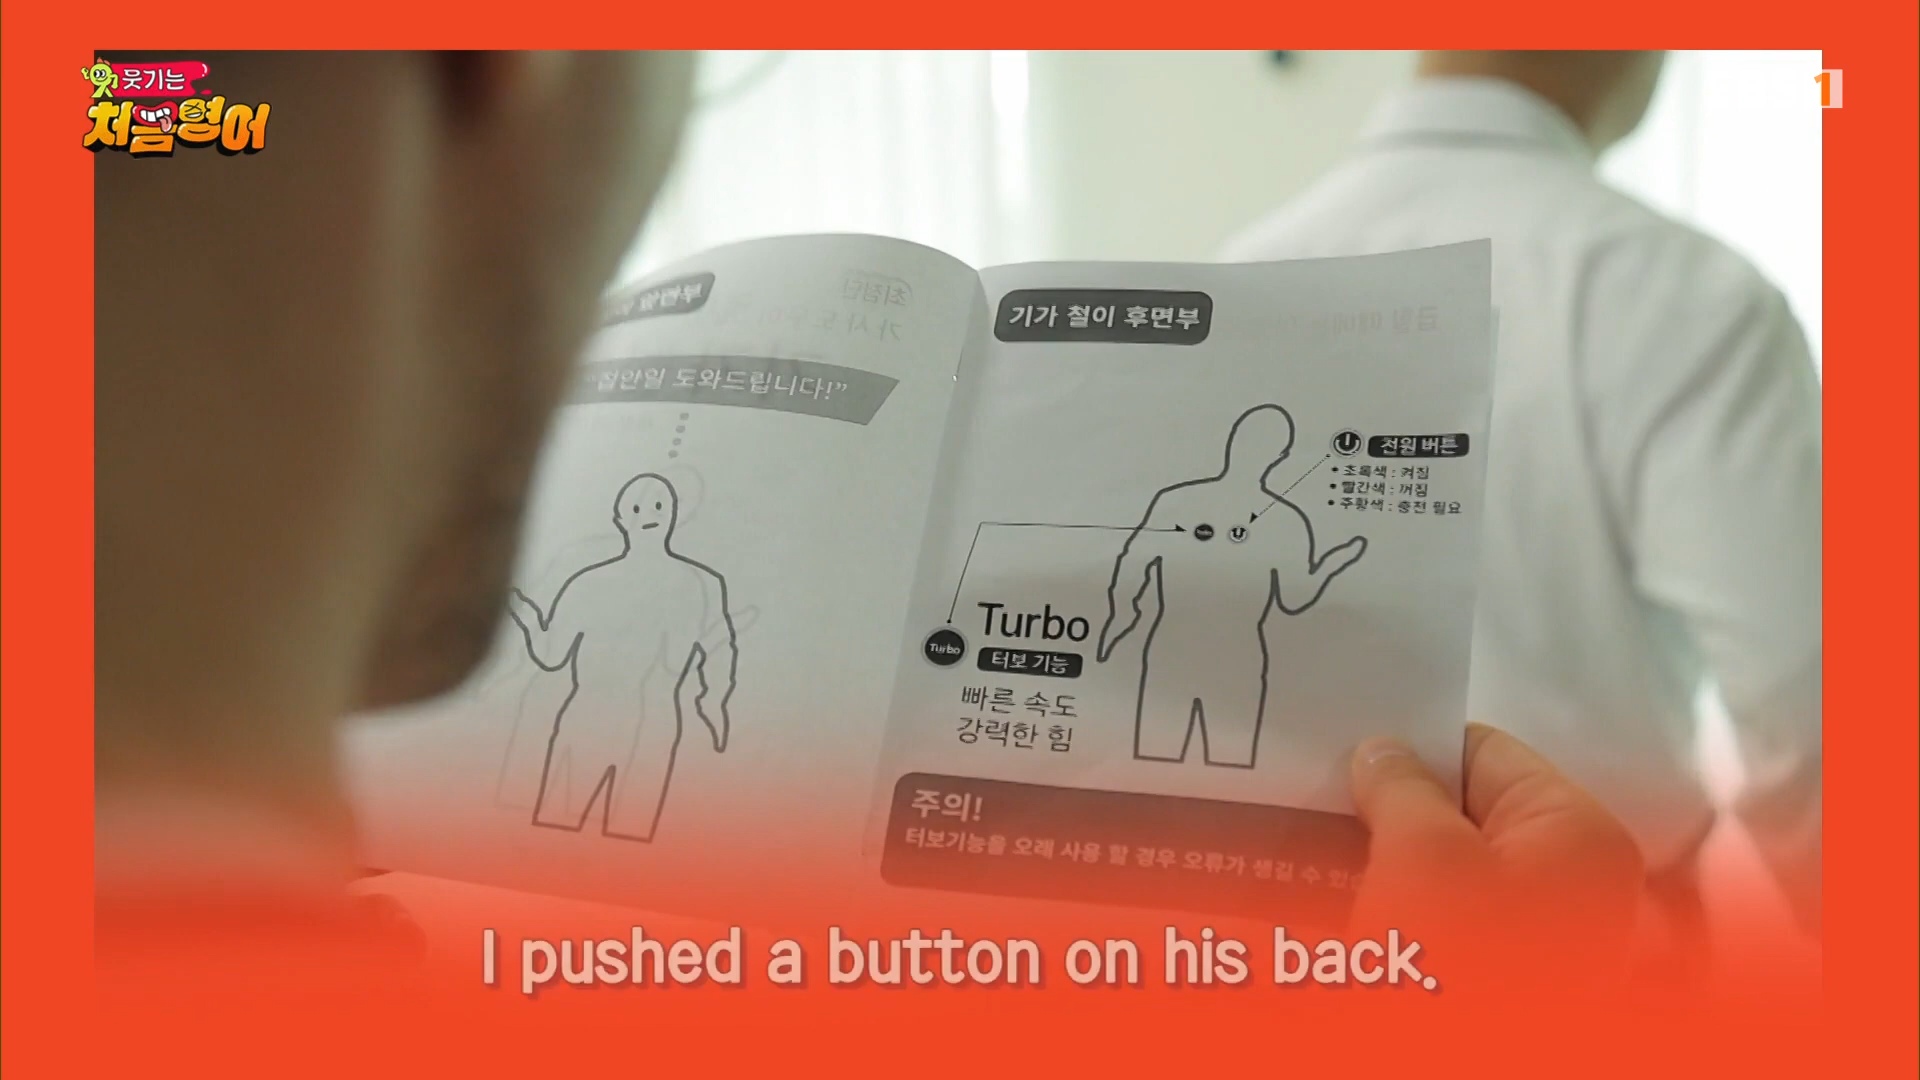 웃기는
처음영어
1
기가 철이 후면부
"집안일 도와드립니다!"
전원 버튼
• 초록색 : 켜짐
• 빨간색 : 꺼짐
• 주황색 : 충전 필요
Turbo
Turbo
터보 기능
빠른 속도
강력한 힘
주의!
터보기능을 오래 사용 할 경우 오류가 생길 수 있습
I pushed a button on his back.